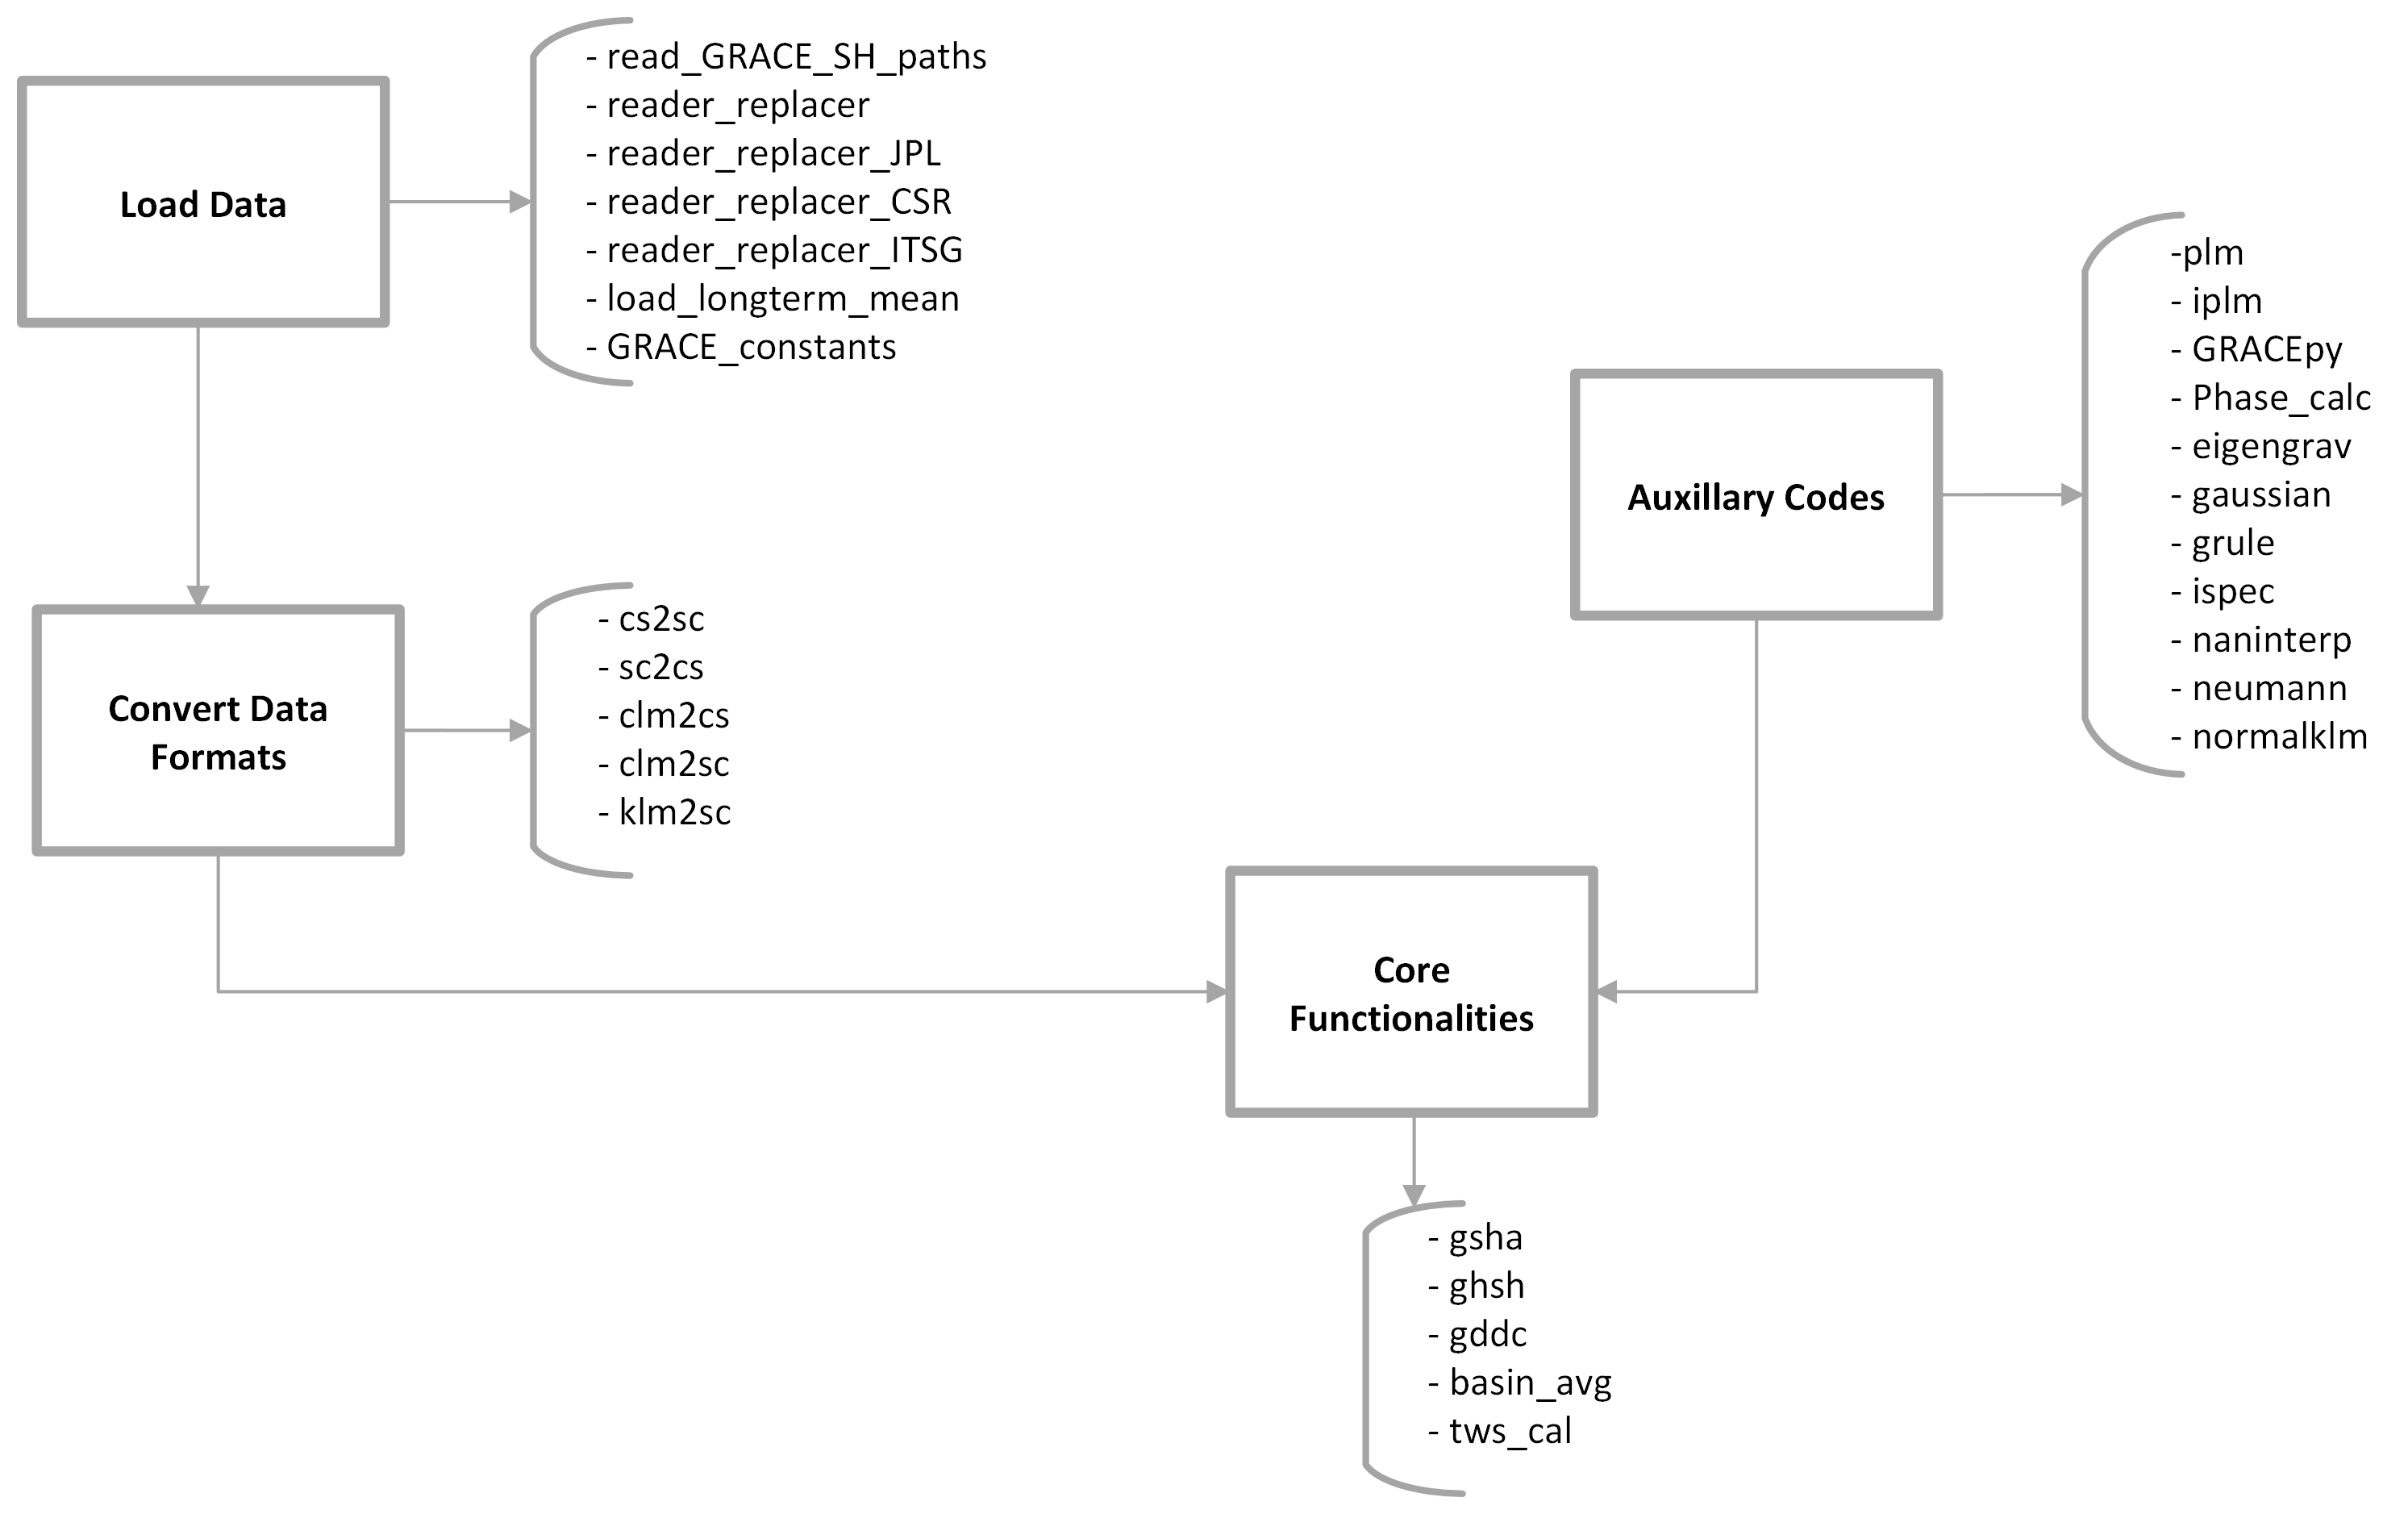 Load Data
- read_GRACE_SH_paths
- reader_replacer
- reader_replacer_JPL
- reader_replacer_CSR
- reader_replacer_ITSG
- load_longterm_mean
- GRACE_constants
Convert Data
Formats
- cs2sc
- sc2cs
- clm2cs
- clm2sc
- klm2sc
Auxillary Codes
-plm
- iplm
- GRACEpy
- Phase_calc
- eigengrav
- gaussian
- grule
- ispec
- naninterp
- neumann
- normalklm
Core
Functionalities
- gsha
- ghsh
- gddc
- basin_avg
- tws_cal